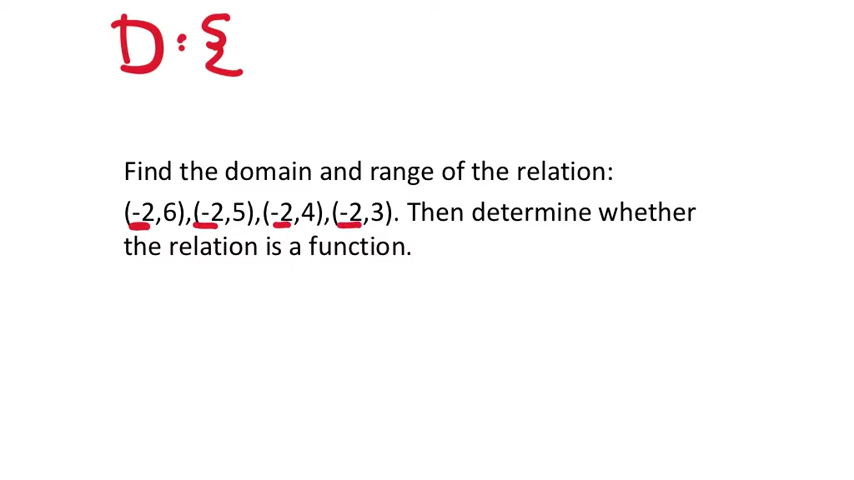 D: {
Find the domain and range of the relation:
(-2,6),(-2,5),(-2,4),(-2,3). Then determine whether
the relation is a function.